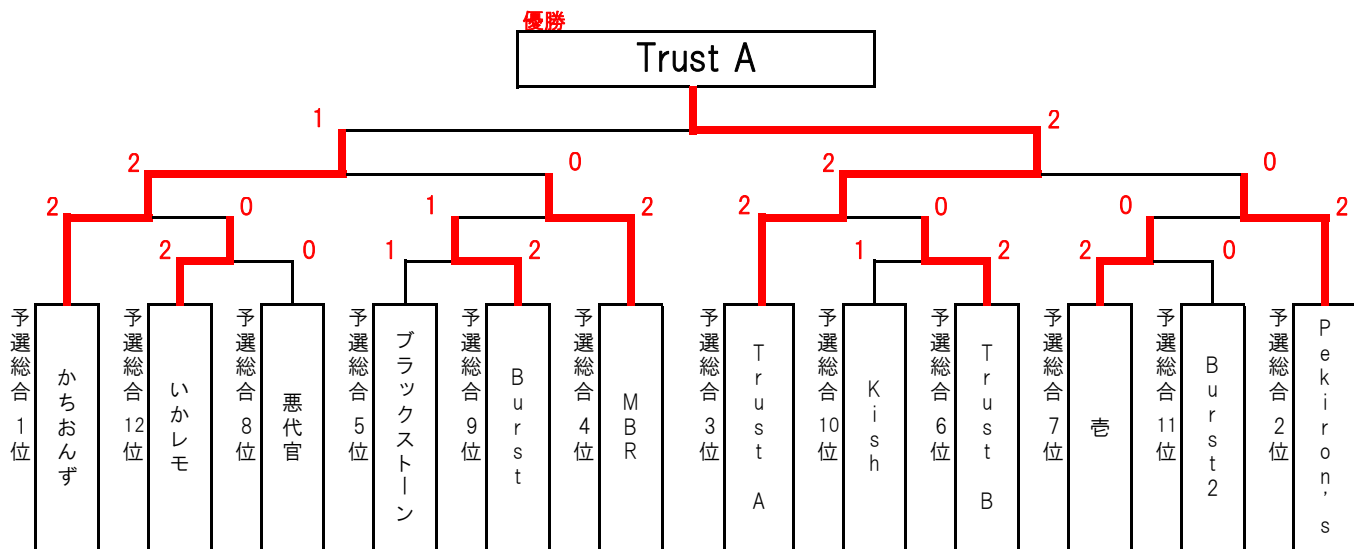 優勝
Trust A
1
2
2
0
2
0
2
0
1
2
2
0
0
2
2
0
1
2
1
2
2
0
予選総合 1位
かちおんず
予選総合 12位
いかレモ
予選総合 8位
悪代官
予選総合 5位
ブラックストーン
予選総合 9位
Burst
予選総合 4位
MBR
予選総合 3位
Trust A
予選総合 10位
Kish
予選総合 6位
Trust B
予選総合 7位
壱
予選総合 11位
Burst2
予選総合 2位
Pekiron's